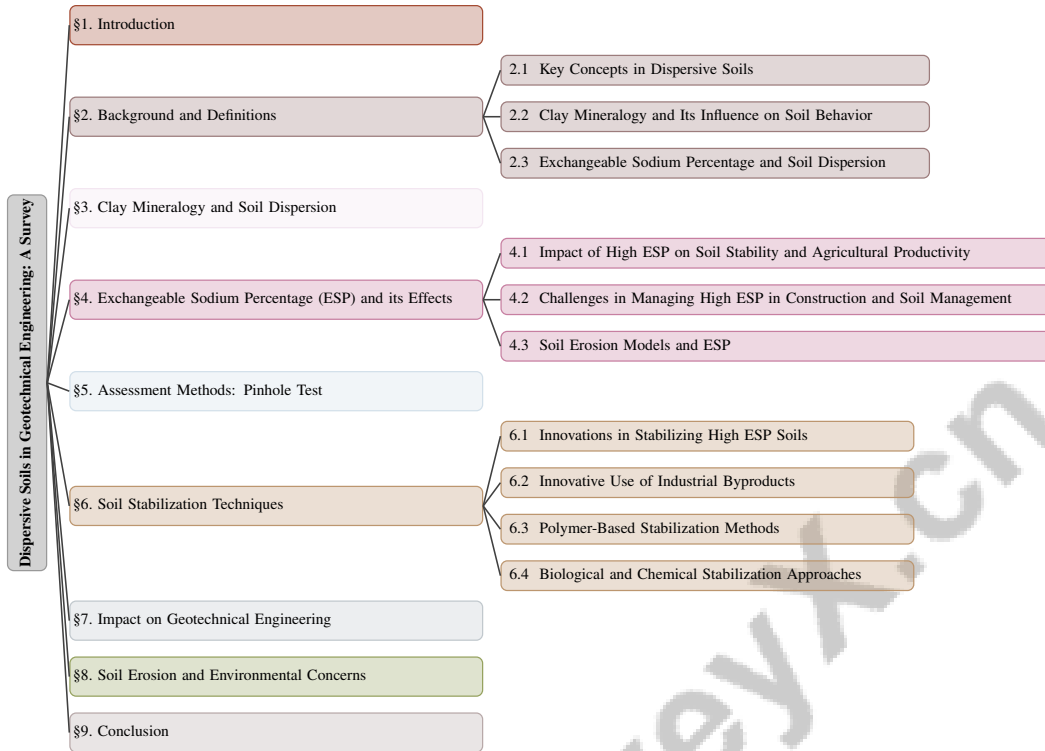 Dispersive Soils in Geotechnical Engineering: A Survey
§1. Introduction
§2. Background and Definitions
2.1 Key Concepts in Dispersive Soils
2.2 Clay Mineralogy and Its Influence on Soil Behavior
2.3 Exchangeable Sodium Percentage and Soil Dispersion
§3. Clay Mineralogy and Soil Dispersion
§4. Exchangeable Sodium Percentage (ESP) and its Effects
4.1 Impact of High ESP on Soil Stability and Agricultural Productivity
4.2 Challenges in Managing High ESP in Construction and Soil Management
4.3 Soil Erosion Models and ESP
§5. Assessment Methods: Pinhole Test
§6. Soil Stabilization Techniques
6.1 Innovations in Stabilizing High ESP Soils
6.2 Innovative Use of Industrial Byproducts
6.3 Polymer-Based Stabilization Methods
6.4 Biological and Chemical Stabilization Approaches
§7. Impact on Geotechnical Engineering
§8. Soil Erosion and Environmental Concerns
§9. Conclusion
eyx.cn